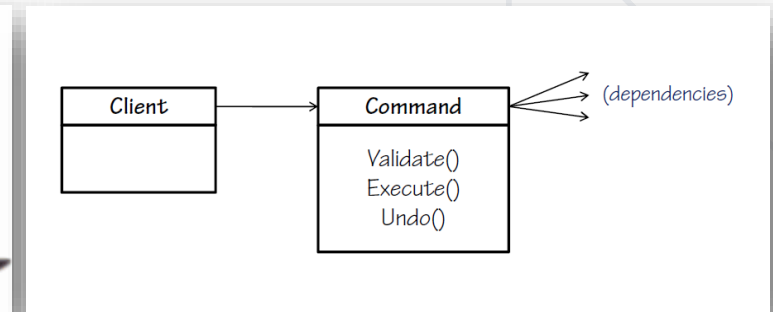 Client
Command
(dependencies)
Validate()
Execute()
Undo()